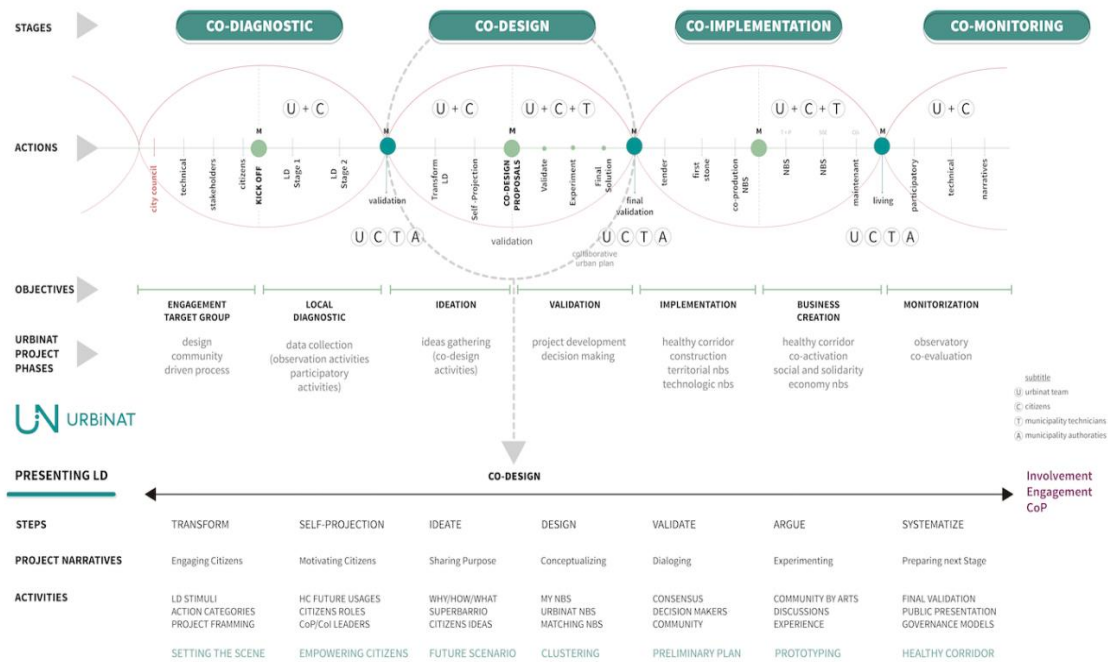 STAGES
CO-DIAGNOSTIC
CO-DESIGN
CO-IMPLEMENTATION
CO-MONITORING
ACTIONS
U + C
U + C
U + C + T
U + C + T
U + C
M
M
M
M
M
M
city council
technical
stakeholders
citizens
KICK OFF
LD
Stage 1
LD
Stage 2
validation
Transform
LD
Self -Projection
CO-DESIGN
PROPOSALS
Validate
Experiment
Final
Solution
final
validation
tender
first
stone
co-prodution
NBS
NBS
NBS
maintenant
living
participatory
technical
narratives
U C T A
validation
U C T A
collaborative
urban plan
U C T A
OBJECTIVES
ENGAGEMENT
TARGET GROUP
LOCAL
DIAGNOSTIC
IDEATION
VALIDATION
IMPLEMENTATION
BUSINESS
CREATION
MONITORIZATION
URBINAT
PROJECT
PHASES
design
community
driven process
data collection
(observation activities
participatory
activities)
ideas gathering
(co-design
activities)
project development
decision making
healthy corridor
construction
territorial nbs
technologic nbs
healthy corridor
co-activation
social and solidarity
economy nbs
observatory
co-evaluation
subtitle
U urbinat team
C citizens
T municipality technicians
A municipality authoraties
UN URBiNAT
PRESENTING LD
CO-DESIGN
Involvement
Engagement
CoP
STEPS
TRANSFORM
SELF-PROJECTION
IDEATE
DESIGN
VALIDATE
ARGUE
SYSTEMATIZE
PROJECT NARRATIVES
Engaging Citizens
Motivating Citizens
Sharing Purpose
Conceptualizing
Dialoging
Experimenting
Preparing next Stage
ACTIVITIES
LD STIMULI
ACTION CATEGORIES
PROJECT FRAMMING
HC FUTURE USAGES
CITIZENS ROLES
CoP/CoI LEADERS
WHY/HOW/WHAT
SUPERBARRIO
CITIZENS IDEAS
MY NBS
URBINAT NBS
MATCHING NBS
CONSENSUS
DECISION MAKERS
COMMUNITY
COMMUNITY BY ARTS
DISCUSSIONS
EXPERIENCE
FINAL VALIDATION
PUBLIC PRESENTATION
GOVERNANCE MODELS
SETTING THE SCENE
EMPOWERING CITIZENS
FUTURE SCENARIO
CLUSTERING
PRELIMINARY PLAN
PROTOTYPING
HEALTHY CORRIDOR